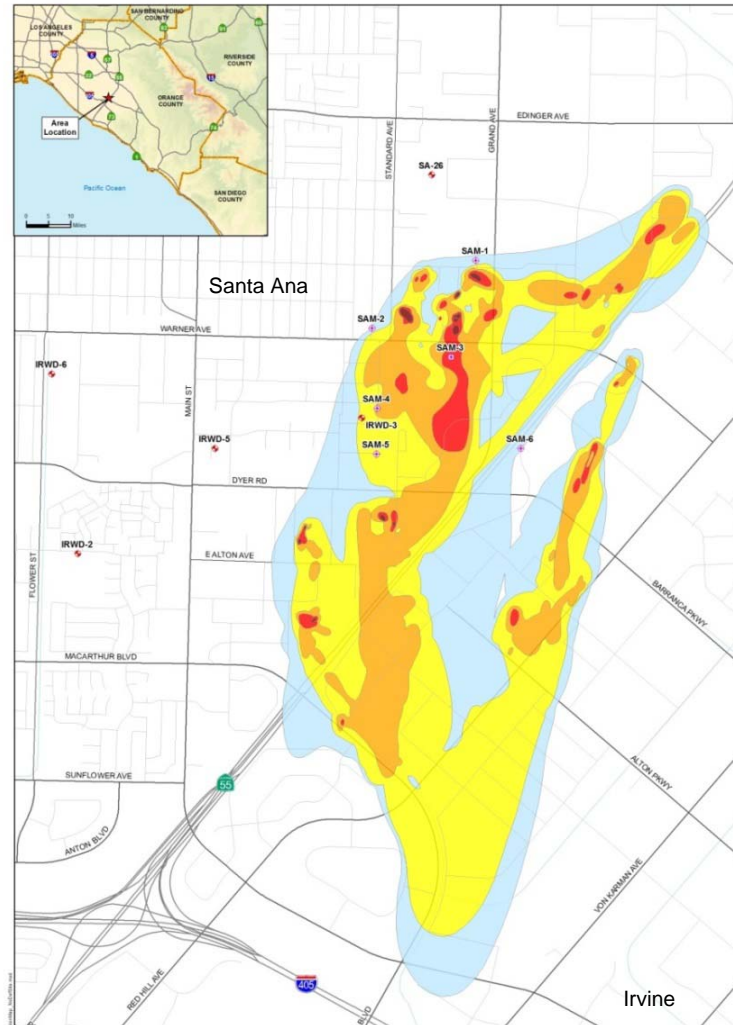 SAN BERNARDINO
COUNTY
LOS ANGELES
COUNTY
RIVERSIDE
COUNTY
ORANGE
COUNTY
Area
Location
Pacific Ocean
SAN DIEGO
COUNTY
0 5 10
Miles
EDINGER AVE
STANDARD AVE
GRAND AVE
SA-26
SAM-1
Santa Ana
SAM-2
WARNER AVE
SAM-3
IRWD-6
MAIN ST
SAM-4
IRWD-3
IRWD-5
SAM-5
SAM-6
DYER RD
IRWD-2
E ALTON AVE
FLOWER ST
BARRANCA PKWY
MACARTHUR BLVD
ALTON PKWY
SUNFLOWER AVE
55
ANTON BLVD
VON KARMAN AVE
RED HILL AVE
405
BLVD
Irvine